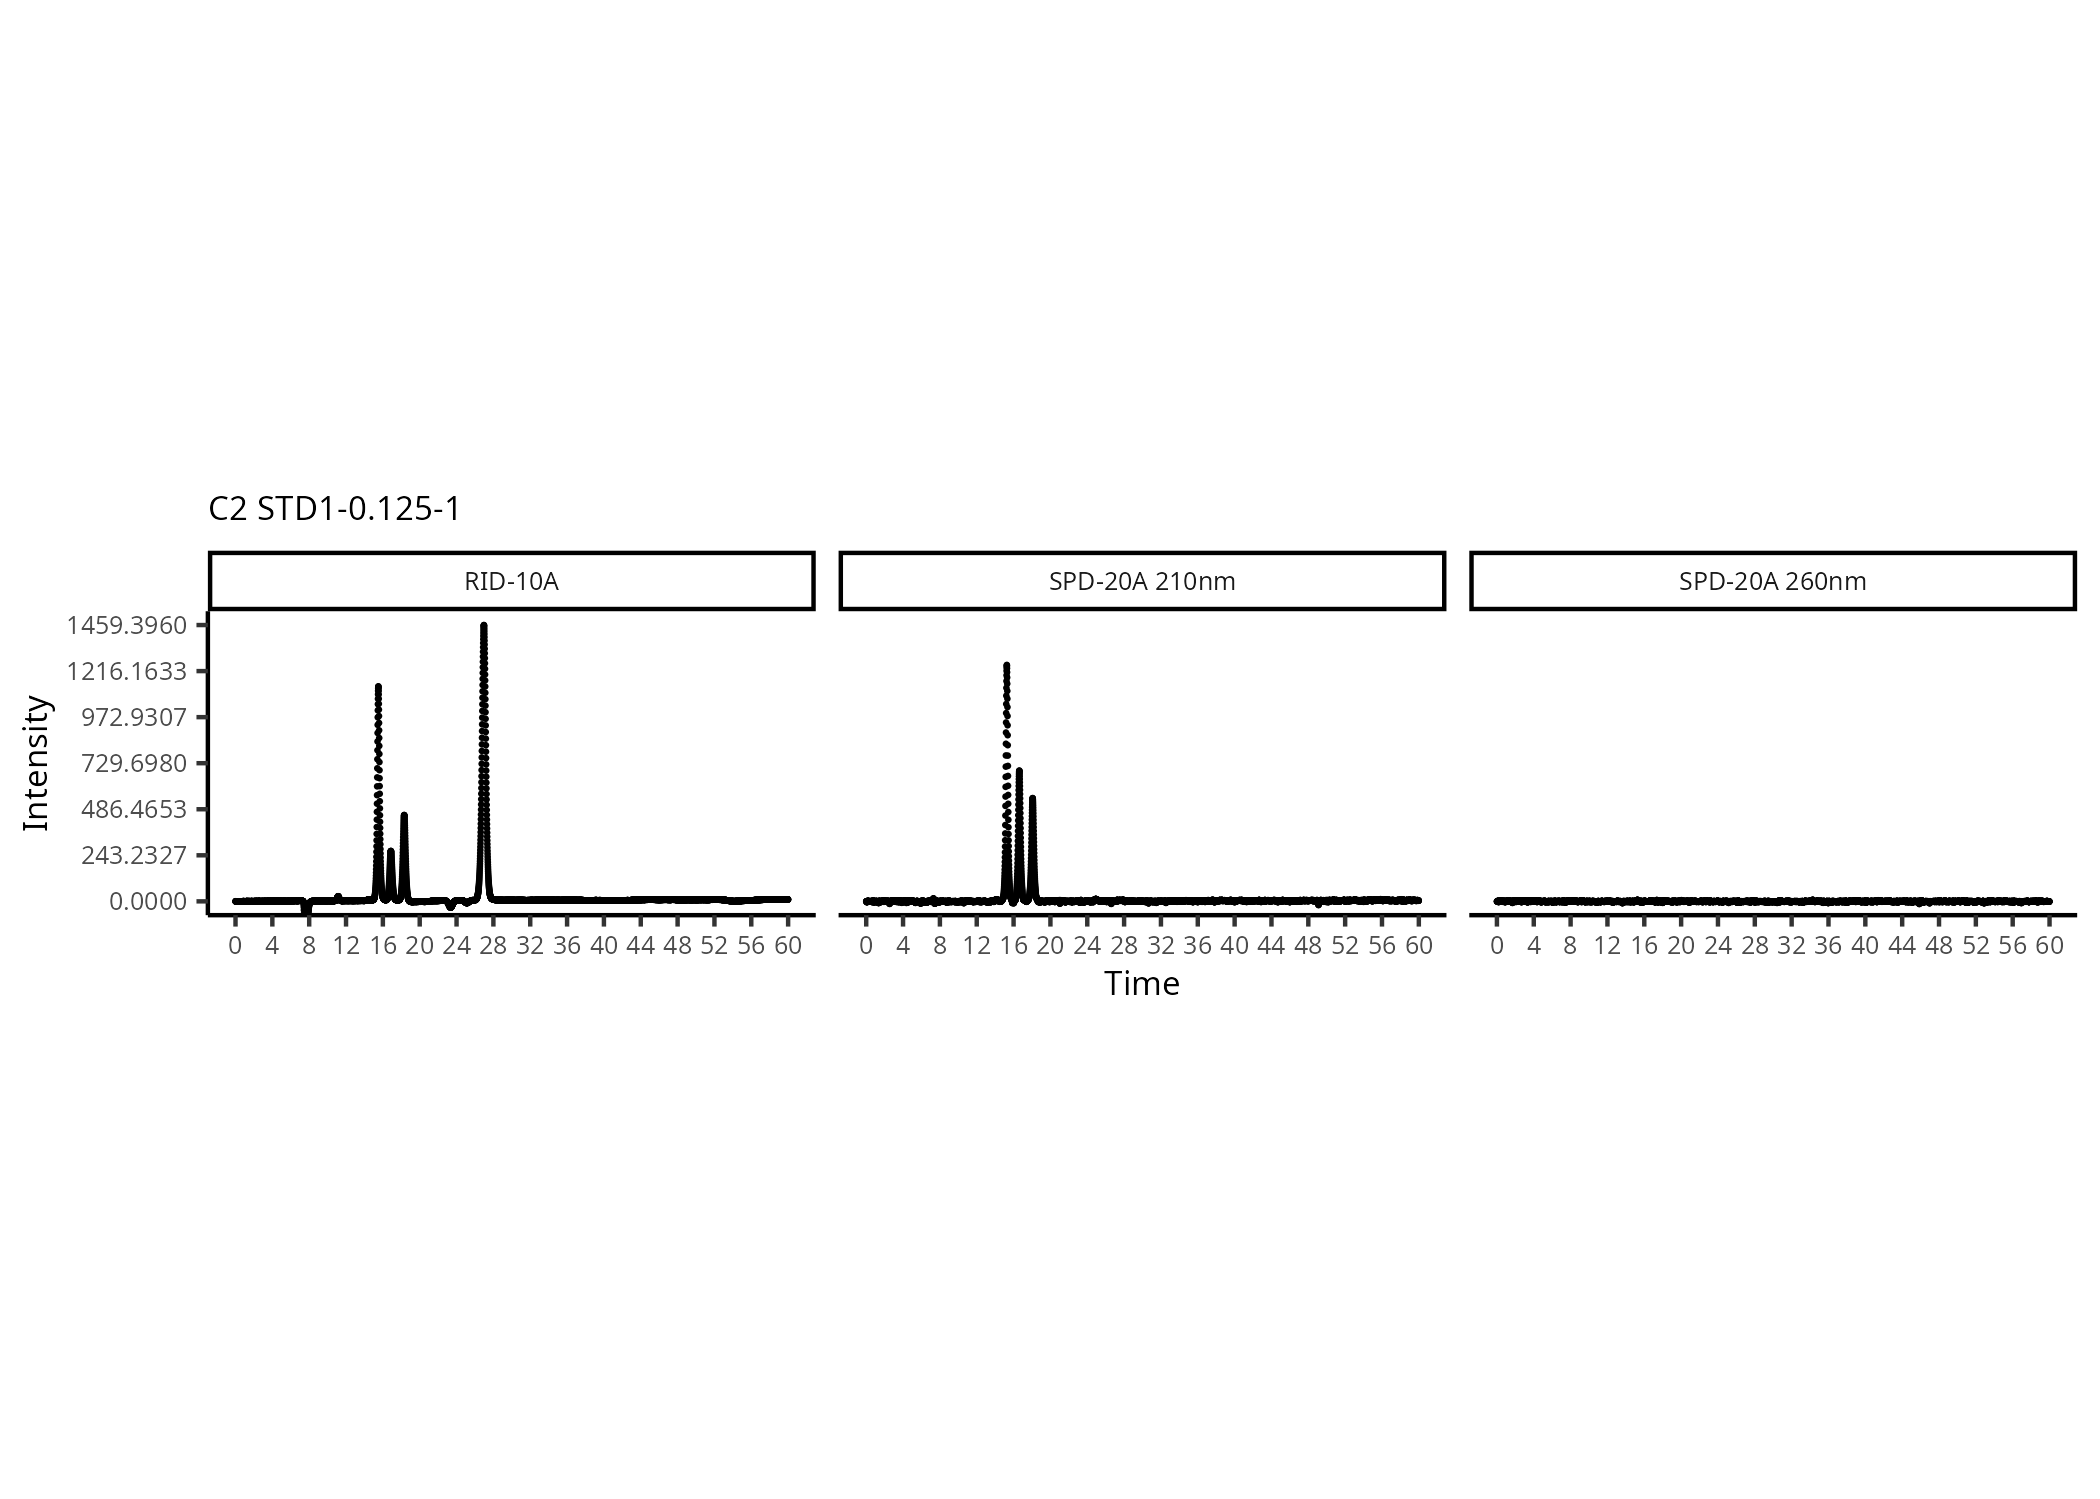 C2 STD1-0.125-1
RID-10A
SPD-20A 210nm
SPD-20A 260nm
Intensity
1459.3960
1216.1633
972.9307
729.6980
486.4653
243.2327
0.0000
0 4 8 12 16 20 24 28 32 36 40 44 48 52 56 60
0 4 8 12 16 20 24 28 32 36 40 44 48 52 56 60
0 4 8 12 16 20 24 28 32 36 40 44 48 52 56 60
Time